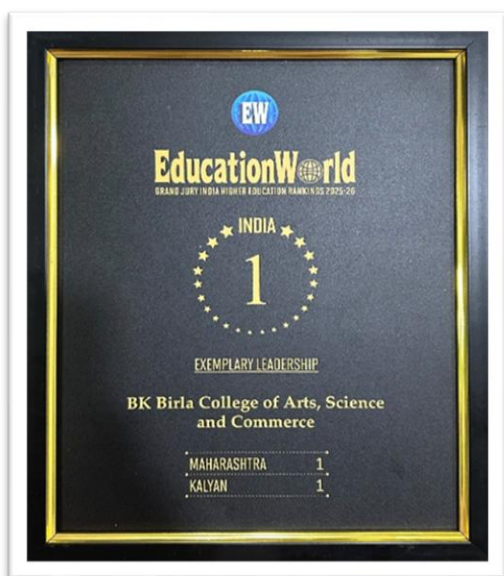 EW
EducationWorld
GRAND JURY INDIA HIGHER EDUCATION RANKINGS 2025-26
INDIA
1
EXEMPLARY LEADERSHIP
BK Birla College of Arts, Science
and Commerce
MAHARASHTRA 1
KALYAN 1